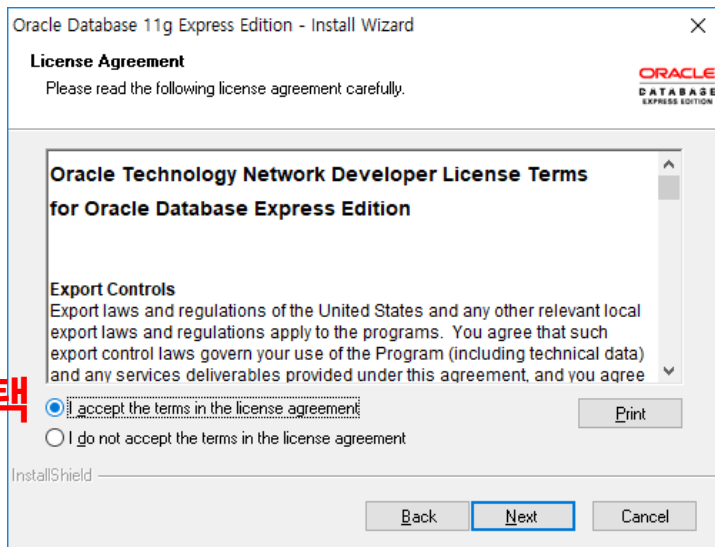 Oracle Database 11g Express Edition - Install Wizard
License Agreement
Please read the following license agreement carefully.
ORACLE
DATABASE
EXPRESS EDITION
Oracle Technology Network Developer License Terms
for Oracle Database Express Edition
Export Controls
Export laws and regulations of the United States and any other relevant local
export laws and regulations apply to the programs. You agree that such
export control laws govern your use of the Program (including technical data)
and any services deliverables provided under this agreement, and you agree
택
I accept the terms in the license agreement
Print
I do not accept the terms in the license agreement
InstallShield
Back
Next
Cancel